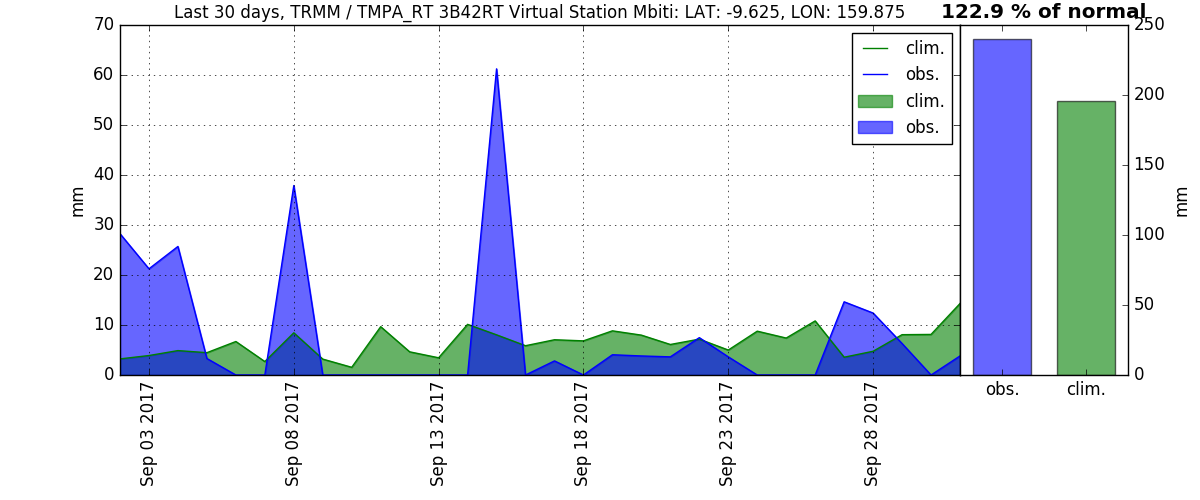 Last 30 days, TRMM / TMPA_RT 3B42RT Virtual Station Mbiti: LAT: -9.625, LON: 159.875
122.9 % of normal
70
60
50
40
30
20
10
0
mm
clim.
obs.
clim.
obs.
Sep 03 2017
Sep 08 2017
Sep 13 2017
Sep 18 2017
Sep 23 2017
Sep 28 2017
250
200
150
100
50
0
mm
obs.
clim.